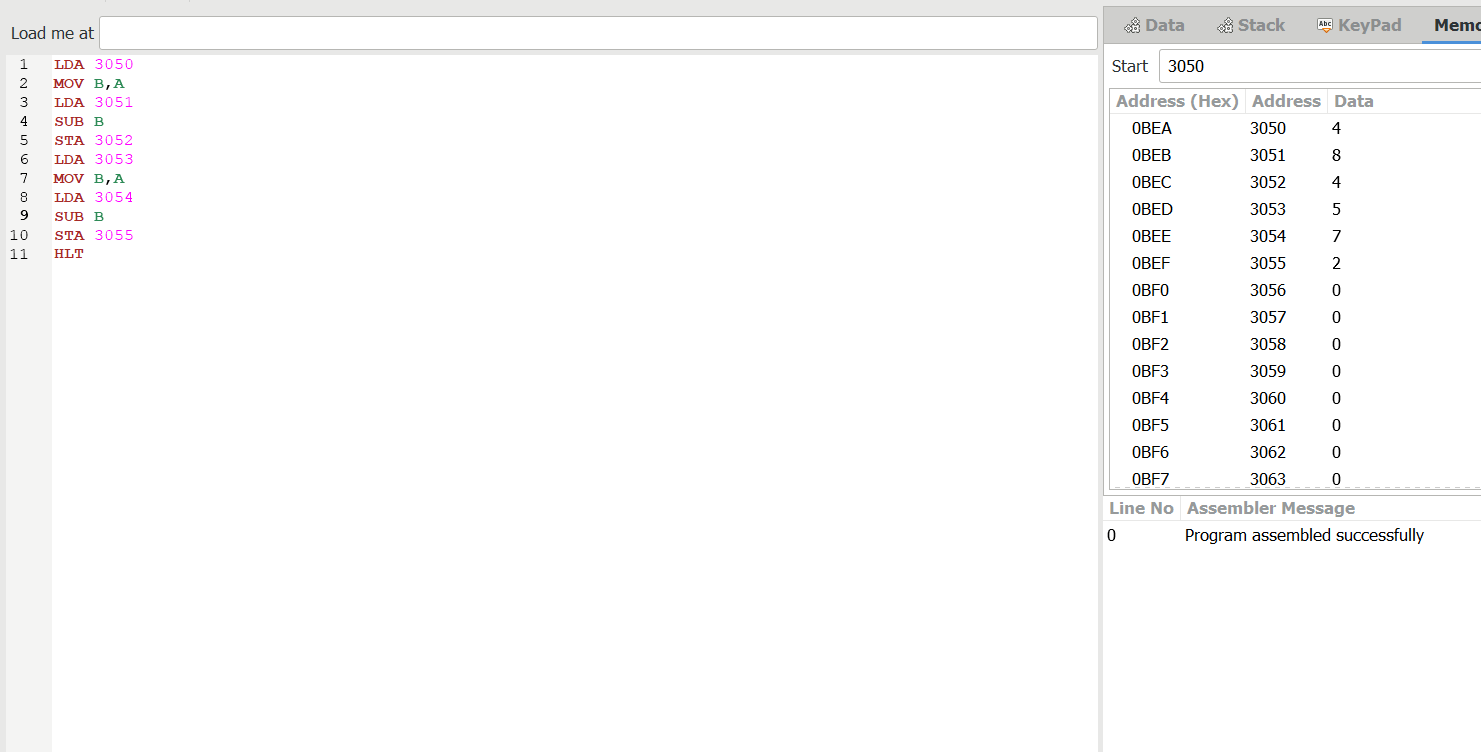 Load me at
1 LDA 3050
2 MOV B,A
3 LDA 3051
4 SUB B
5 STA 3052
6 LDA 3053
7 MOV B,A
8 LDA 3054
9 SUB B
10 STA 3055
11 HLT
Data Stack Abc KeyPad Memo
Start 3050
Address (Hex) Address Data
0BEA 3050 4
0BEB 3051 8
0BEC 3052 4
0BED 3053 5
0BEE 3054 7
0BEF 3055 2
0BF0 3056 0
0BF1 3057 0
0BF2 3058 0
0BF3 3059 0
0BF4 3060 0
0BF5 3061 0
0BF6 3062 0
0BF7 3063 0
Line No Assembler Message
0 Program assembled successfully